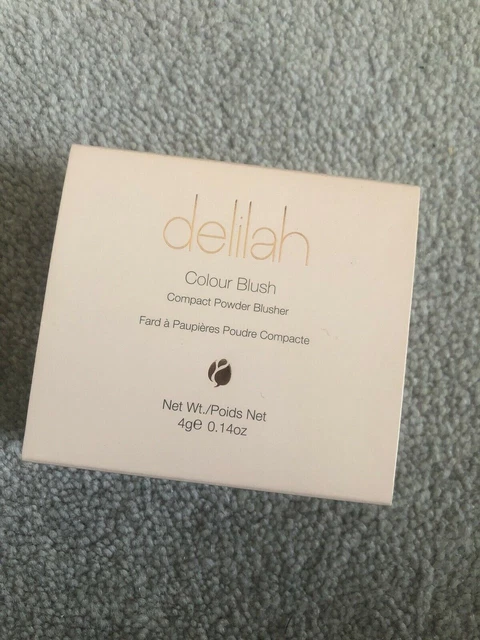 delilah
Colour Blush
Compact Powder Blusher
Fard à Paupières Poudre Compacte
Net Wt./Poids Net
4g℮ 0.14oz